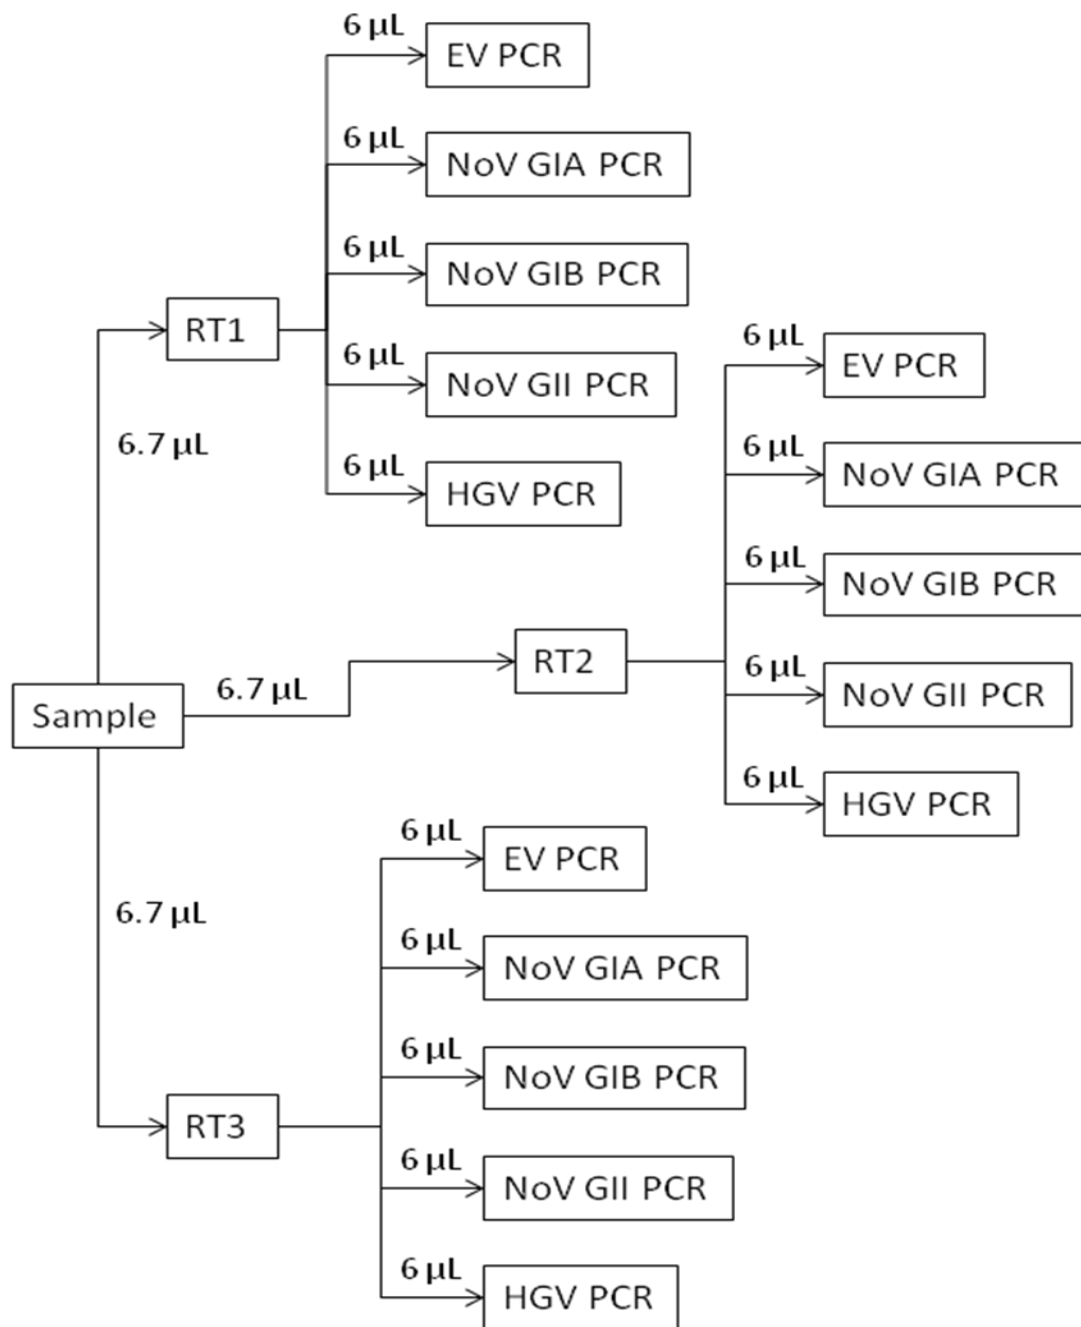 6 µL
EV PCR
6 µL
NoV GIA PCR
6 µL
NoV GIB PCR
RT1
6 µL
NoV GII PCR
6 µL
HGV PCR
6.7 µL
6 µL
EV PCR
6 µL
NoV GIA PCR
6 µL
NoV GIB PCR
RT2
6 µL
NoV GII PCR
6 µL
HGV PCR
Sample
6.7 µL
6 µL
EV PCR
6 µL
NoV GIA PCR
6.7 µL
6 µL
NoV GIB PCR
RT3
6 µL
NoV GII PCR
6 µL
HGV PCR